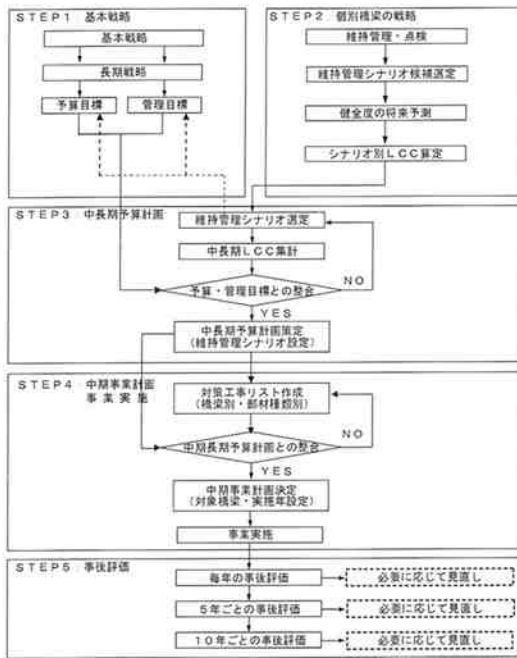 STEP1 基本戦略
基本戦略
長期戦略
予算目標
管理目標
STEP2 個別橋梁の戦略
維持管理・点検
維持管理シナリオ候補選定
健全度の将来予測
シナリオ別LCC算定
STEP3 中長期予算計画
維持管理シナリオ選定
中長期LCC集計
予算・管理目標との整合
NO
YES
中長期予算計画策定
(維持管理シナリオ設定)
STEP4 中期事業計画
事業実施
対策工事リスト作成
(橋梁別・部材種類別)
中期長期予算計画との整合
NO
YES
中期事業計画決定
(対象橋梁・実施年設定)
事業実施
STEP5 事後評価
毎年の事後評価
必要に応じて見直し
5年ごとの事後評価
必要に応じて見直し
10年ごとの事後評価
必要に応じて見直し